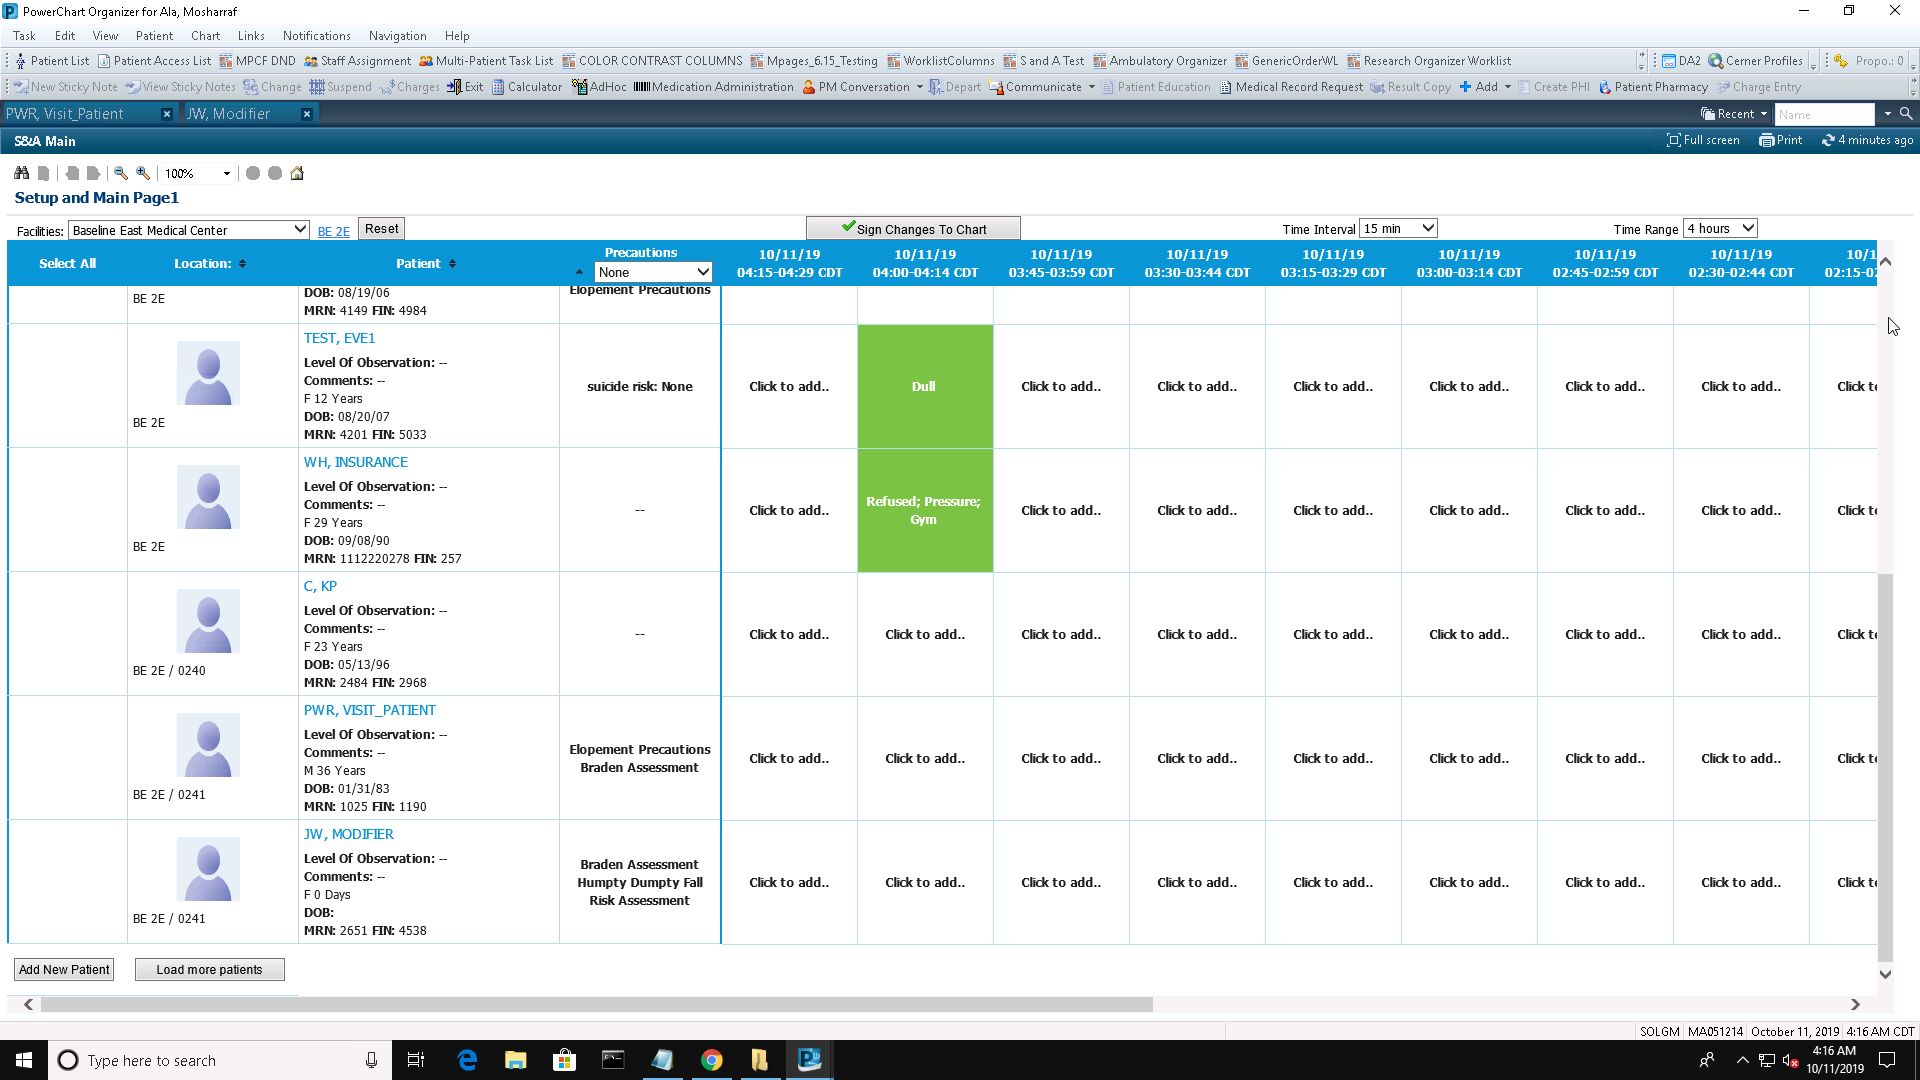 PowerChart Organizer for Ala, Mosharraf
Task Edit View Patient Chart Links Notifications Navigation Help
Patient List Patient Access List MPCF DND Staff Assignment Multi-Patient Task List COLOR CONTRAST COLUMNS Mpages_6.15_Testing WorklistColumns S and A Test Ambulatory Organizer GenericOrderWL Research Organizer Worklist DA2 Cerner Profiles Propo.: 0
New Sticky Note View Sticky Notes Change Suspend Charges Exit Calculator AdHoc Medication Administration PM Conversation Depart Communicate Patient Education Medical Record Request Result Copy Add Create PHI Patient Pharmacy Charge Entry
PWR, Visit_Patient JW, Modifier Recent Name
S&A Main Full screen Print 4 minutes ago
100%
Setup and Main Page1
Facilities: Baseline East Medical Center BE 2E Reset Sign Changes To Chart Time Interval 15 min Time Range 4 hours
Select All Location: Patient Precautions None
10/11/19 10/11/19 10/11/19 10/11/19 10/11/19 10/11/19 10/11/19 10/11/19 10/1
04:15-04:29 CDT 04:00-04:14 CDT 03:45-03:59 CDT 03:30-03:44 CDT 03:15-03:29 CDT 03:00-03:14 CDT 02:45-02:59 CDT 02:30-02:44 CDT 02:15-02
BE 2E DOB: 08/19/06 Elopement Precautions
MRN: 4149 FIN: 4984
TEST, EVE1
Level Of Observation: --
Comments: --
F 12 Years
DOB: 08/20/07
MRN: 4201 FIN: 5033
BE 2E
suicide risk: None Click to add.. Dull Click to add.. Click to add.. Click to add.. Click to add.. Click to add.. Click to add.. Click to
WH, INSURANCE
Level Of Observation: --
Comments: --
F 29 Years
DOB: 09/08/90
MRN: 1112220278 FIN: 257
BE 2E
-- Click to add.. Refused; Pressure; Gym Click to add.. Click to add.. Click to add.. Click to add.. Click to add.. Click to add.. Click to
C, KP
Level Of Observation: --
Comments: --
F 23 Years
DOB: 05/13/96
MRN: 2484 FIN: 2968
BE 2E / 0240
-- Click to add.. Click to add.. Click to add.. Click to add.. Click to add.. Click to add.. Click to add.. Click to add.. Click to
PWR, VISIT_PATIENT
Level Of Observation: --
Comments: --
M 36 Years
DOB: 01/31/83
MRN: 1025 FIN: 1190
BE 2E / 0241
Elopement Precautions
Braden Assessment
Click to add.. Click to add.. Click to add.. Click to add.. Click to add.. Click to add.. Click to add.. Click to add.. Click to
JW, MODIFIER
Level Of Observation: --
Comments: --
F 0 Days
DOB:
MRN: 2651 FIN: 4538
BE 2E / 0241
Braden Assessment
Humpty Dumpty Fall
Risk Assessment
Click to add.. Click to add.. Click to add.. Click to add.. Click to add.. Click to add.. Click to add.. Click to add.. Click to
Add New Patient Load more patients
SOLGM MA051214 October 11, 2019 4:16 AM CDT
Type here to search
4:16 AM
10/11/2019